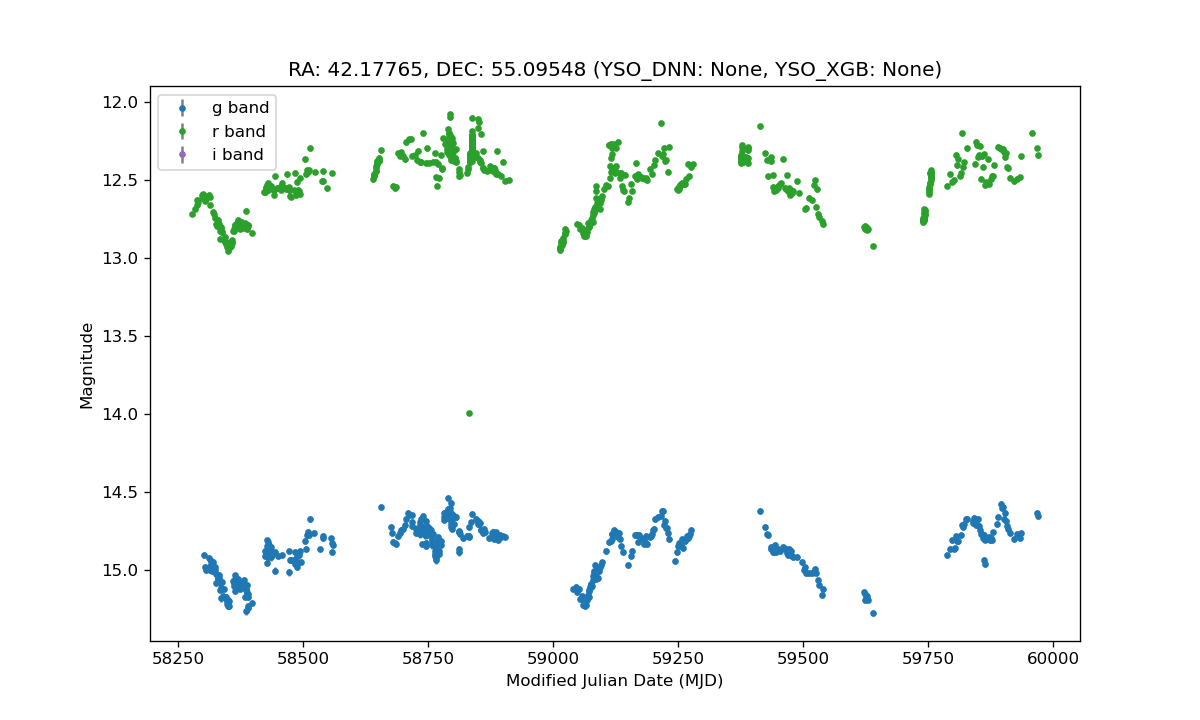 RA: 42.17765, DEC: 55.09548 (YSO_DNN: None, YSO_XGB: None)
g band
r band
i band
12.0
12.5
13.0
13.5
14.0
14.5
15.0
Magnitude
58250 58500 58750 59000 59250 59500 59750 60000
Modified Julian Date (MJD)